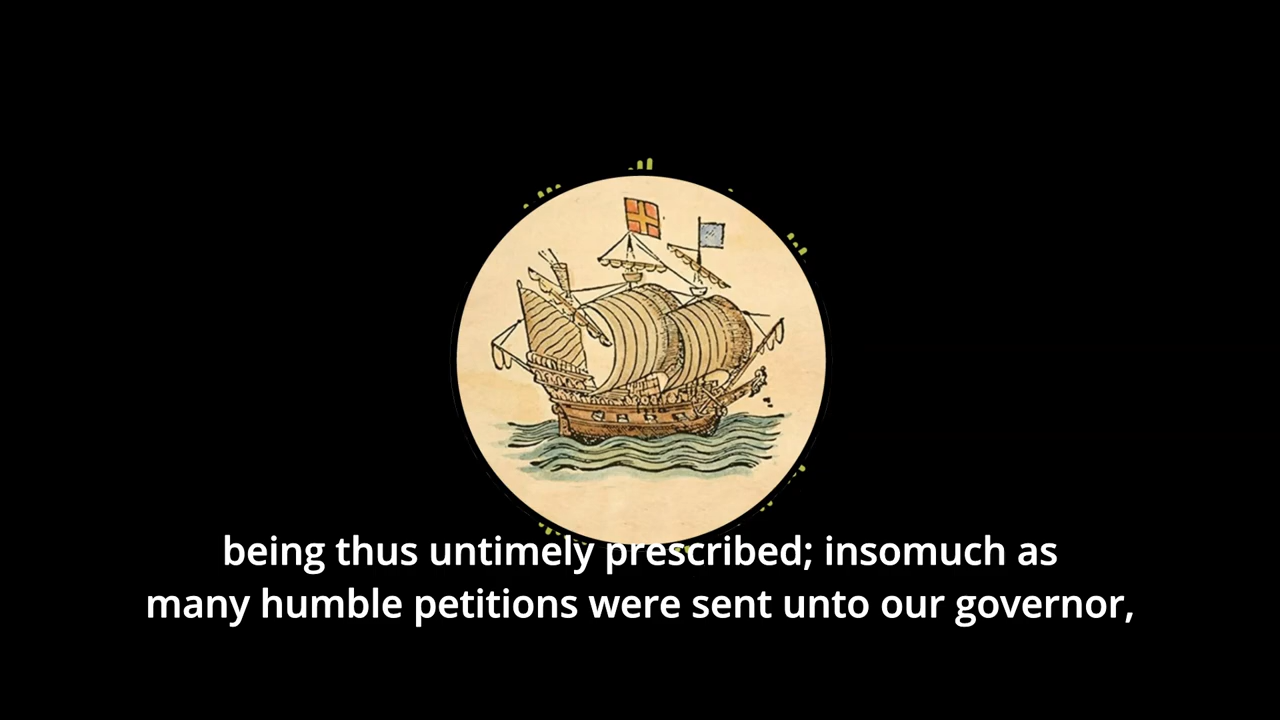 being thus untimely prescribed; insomuch as
many humble petitions were sent unto our governor,